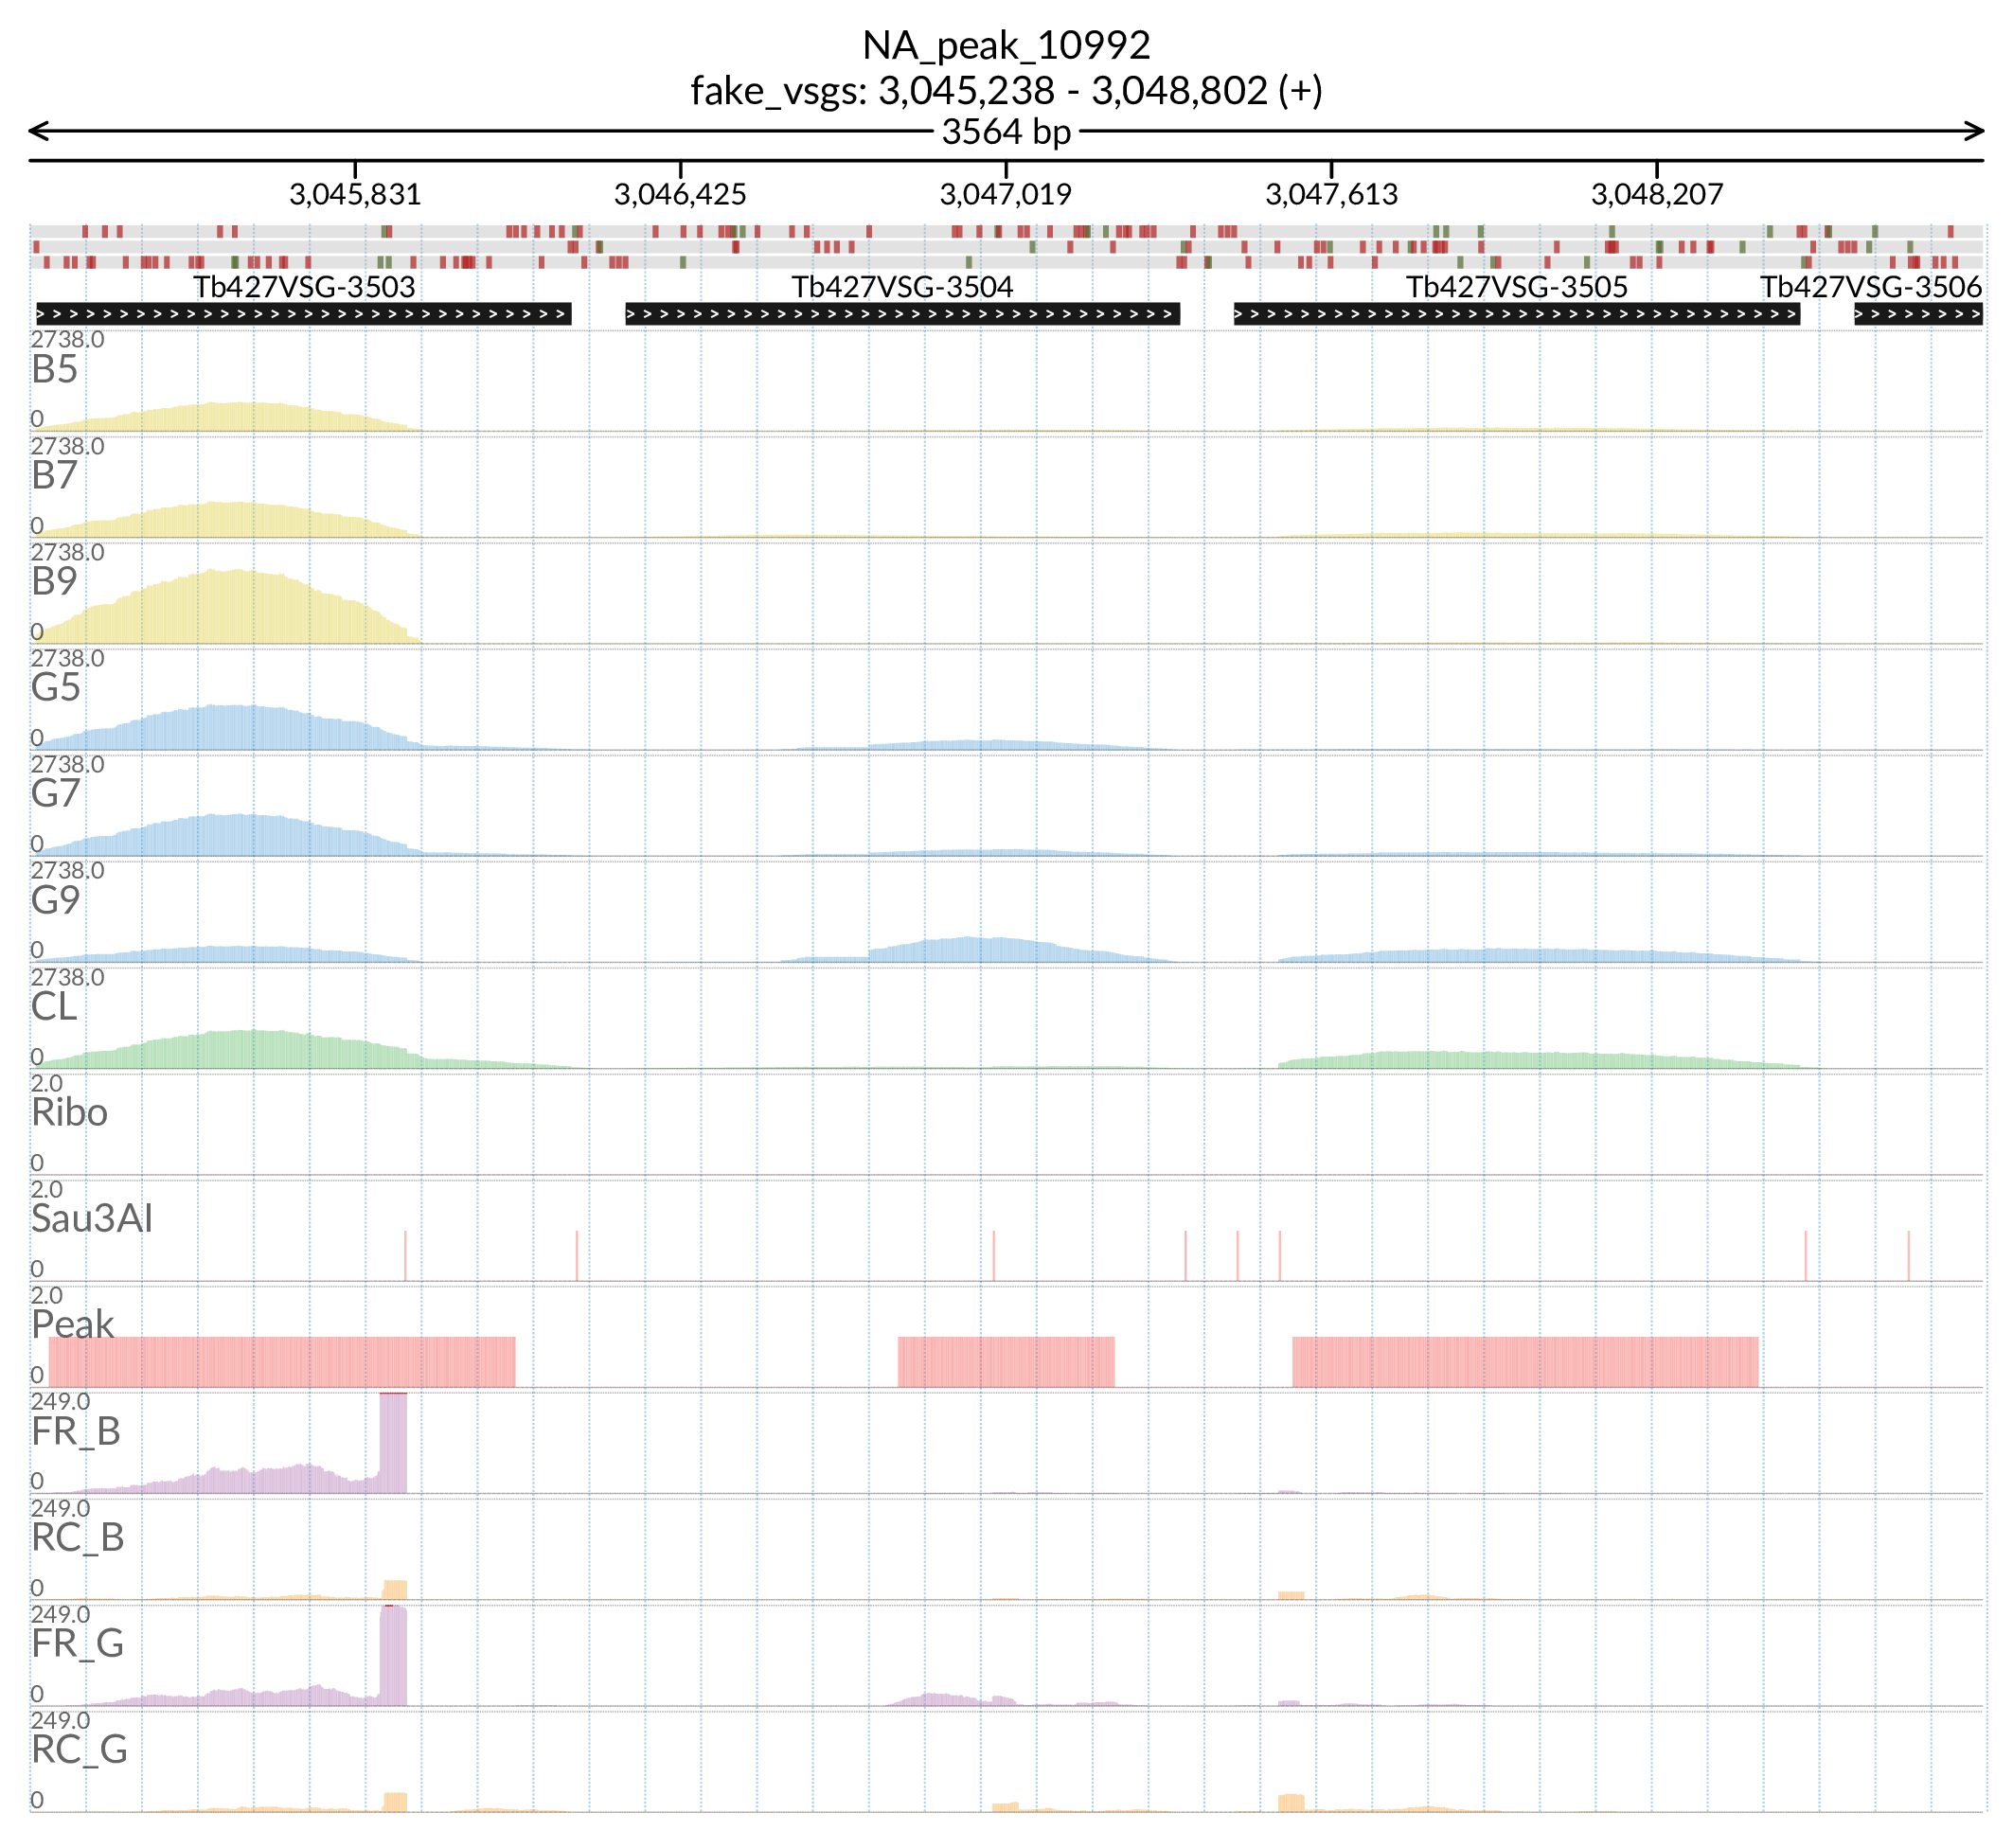 NA_peak_10992
fake_vsgs: 3,045,238 - 3,048,802 (+)
3564 bp
3,045,831 3,046,425 3,047,019 3,047,613 3,048,207
Tb427VSG-3503 Tb427VSG-3504 Tb427VSG-3505 Tb427VSG-3506
2738.0
B5
0
2738.0
B7
0
2738.0
B9
0
2738.0
G5
0
2738.0
G7
0
2738.0
G9
0
2738.0
CL
0
2.0
Ribo
0
2.0
Sau3AI
0
2.0
Peak
0
249.0
FR_B
0
249.0
RC_B
0
249.0
FR_G
0
249.0
RC_G
0